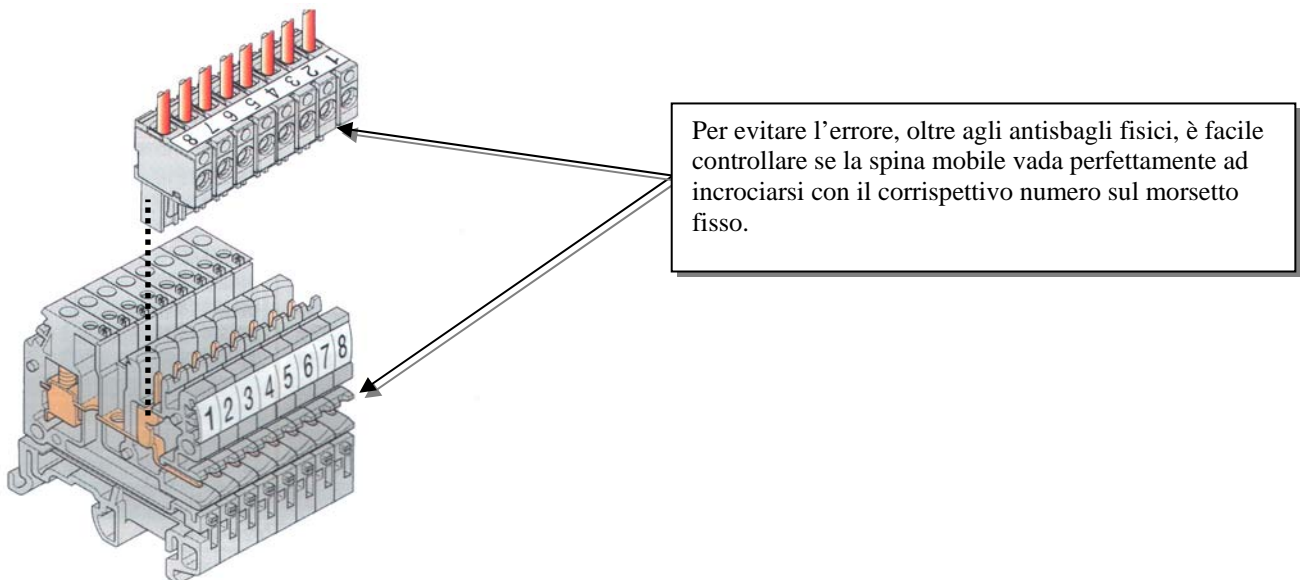 8 7 6 5 4 3 2 1
Per evitare l’errore, oltre agli antisbagli fisici, è facile
controllare se la spina mobile vada perfettamente ad
incrociarsi con il corrispettivo numero sul morsetto
fisso.
1 2 3 4 5 6 7 8